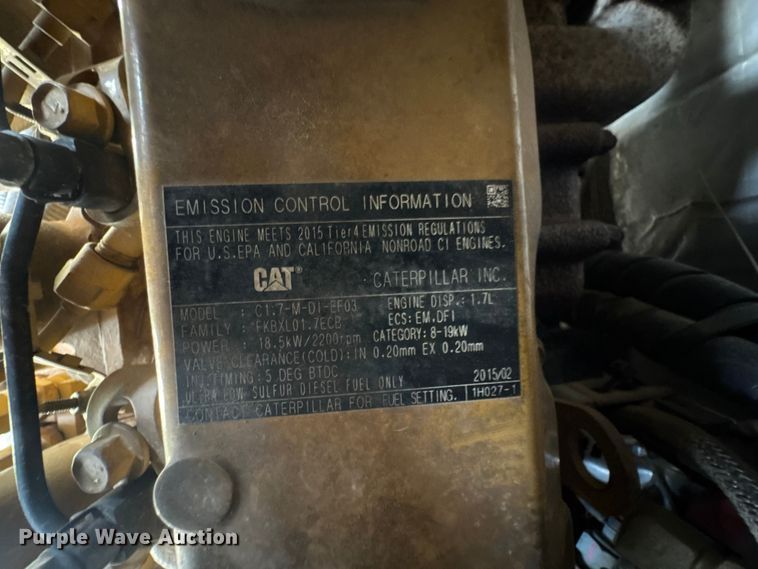 EMISSION CONTROL INFORMATION
THIS ENGINE MEETS 2015 Tier4 EMISSION REGULATIONS
FOR U.S.EPA AND CALIFORNIA NONROAD CI ENGINES.
CAT® CATERPILLAR INC.
MODEL : C1.7-M-DI-EF03 ENGINE DISP.: 1.7L
FAMILY : FKBXL01.7ECB ECS: EM.DFI
POWER : 18.5kW/2200rpm CATEGORY: 8-19kW
VALVE CLEARANCE(COLD): IN 0.20mm EX 0.20mm
INJ.TIMING: 5 DEG BTDC
ULTRA LOW SULFUR DIESEL FUEL ONLY 2015/02
CONTACT CATERPILLAR FOR FUEL SETTING. 1H027-1
Purple Wave Auction